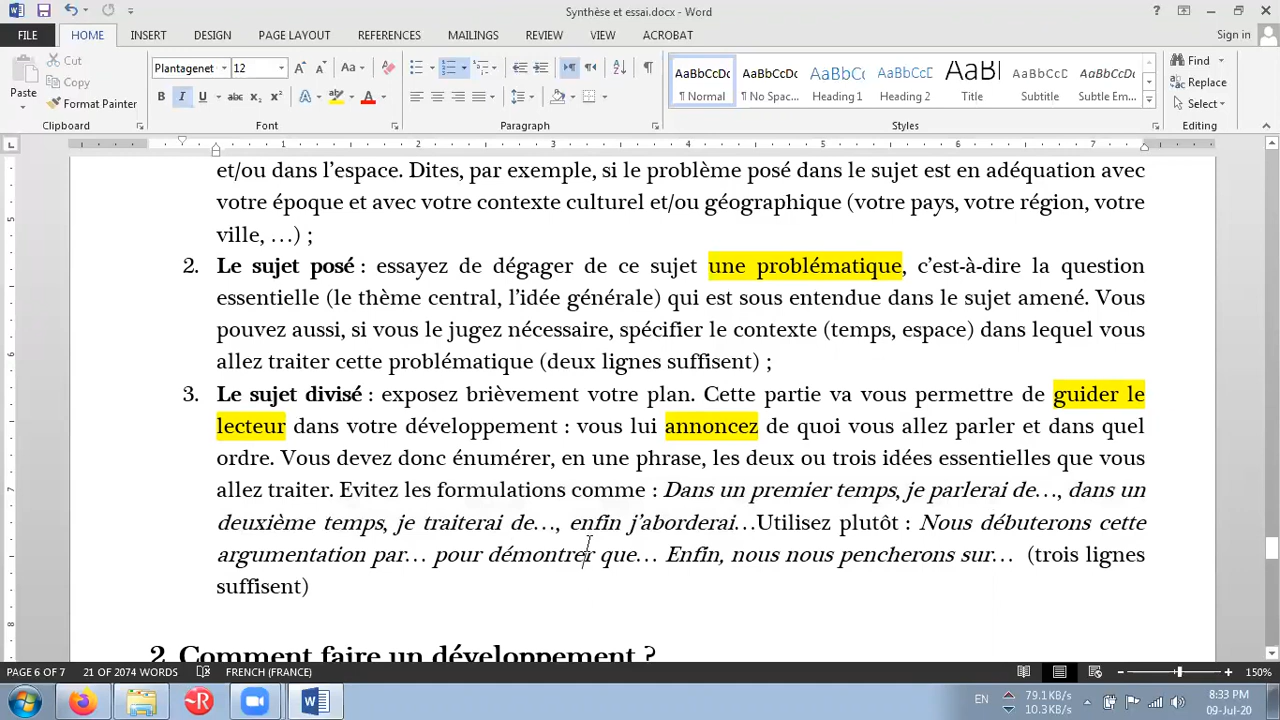 Synthèse et essai.docx - Word
FILE HOME INSERT DESIGN PAGE LAYOUT REFERENCES MAILINGS REVIEW VIEW ACROBAT Sign in
Paste Cut Copy Format Painter
Clipboard
Plantagenet 12
B I U abc x₂ x² A A
Font
Paragraph
AaBbCcDc AaBbCcDc AaBbC AaBbCcD AaB AaBbCcD AaBbCcDc
¶ Normal ¶ No Spac... Heading 1 Heading 2 Title Subtitle Subtle Em...
Styles
Find Replace Select
Editing
1 1 2 3 4 5 6 7
et/ou dans l’espace. Dites, par exemple, si le problème posé dans le sujet est en adéquation avec
votre époque et avec votre contexte culturel et/ou géographique (votre pays, votre région, votre
ville, …) ;
2. Le sujet posé : essayez de dégager de ce sujet une problématique, c’est-à-dire la question
essentielle (le thème central, l’idée générale) qui est sous entendue dans le sujet amené. Vous
pouvez aussi, si vous le jugez nécessaire, spécifier le contexte (temps, espace) dans lequel vous
allez traiter cette problématique (deux lignes suffisent) ;
3. Le sujet divisé : exposez brièvement votre plan. Cette partie va vous permettre de guider le
lecteur dans votre développement : vous lui annoncez de quoi vous allez parler et dans quel
ordre. Vous devez donc énumérer, en une phrase, les deux ou trois idées essentielles que vous
allez traiter. Evitez les formulations comme : Dans un premier temps, je parlerai de…, dans un
deuxième temps, je traiterai de…, enfin j’aborderai…Utilisez plutôt : Nous débuterons cette
argumentation par… pour démontrer que… Enfin, nous nous pencherons sur… (trois lignes
suffisent)
2. Comment faire un développement ?
PAGE 6 OF 7 21 OF 2074 WORDS FRENCH (FRANCE) 150%
EN 79.1KB/s 10.3KB/s 8:33 PM
09-Jul-20